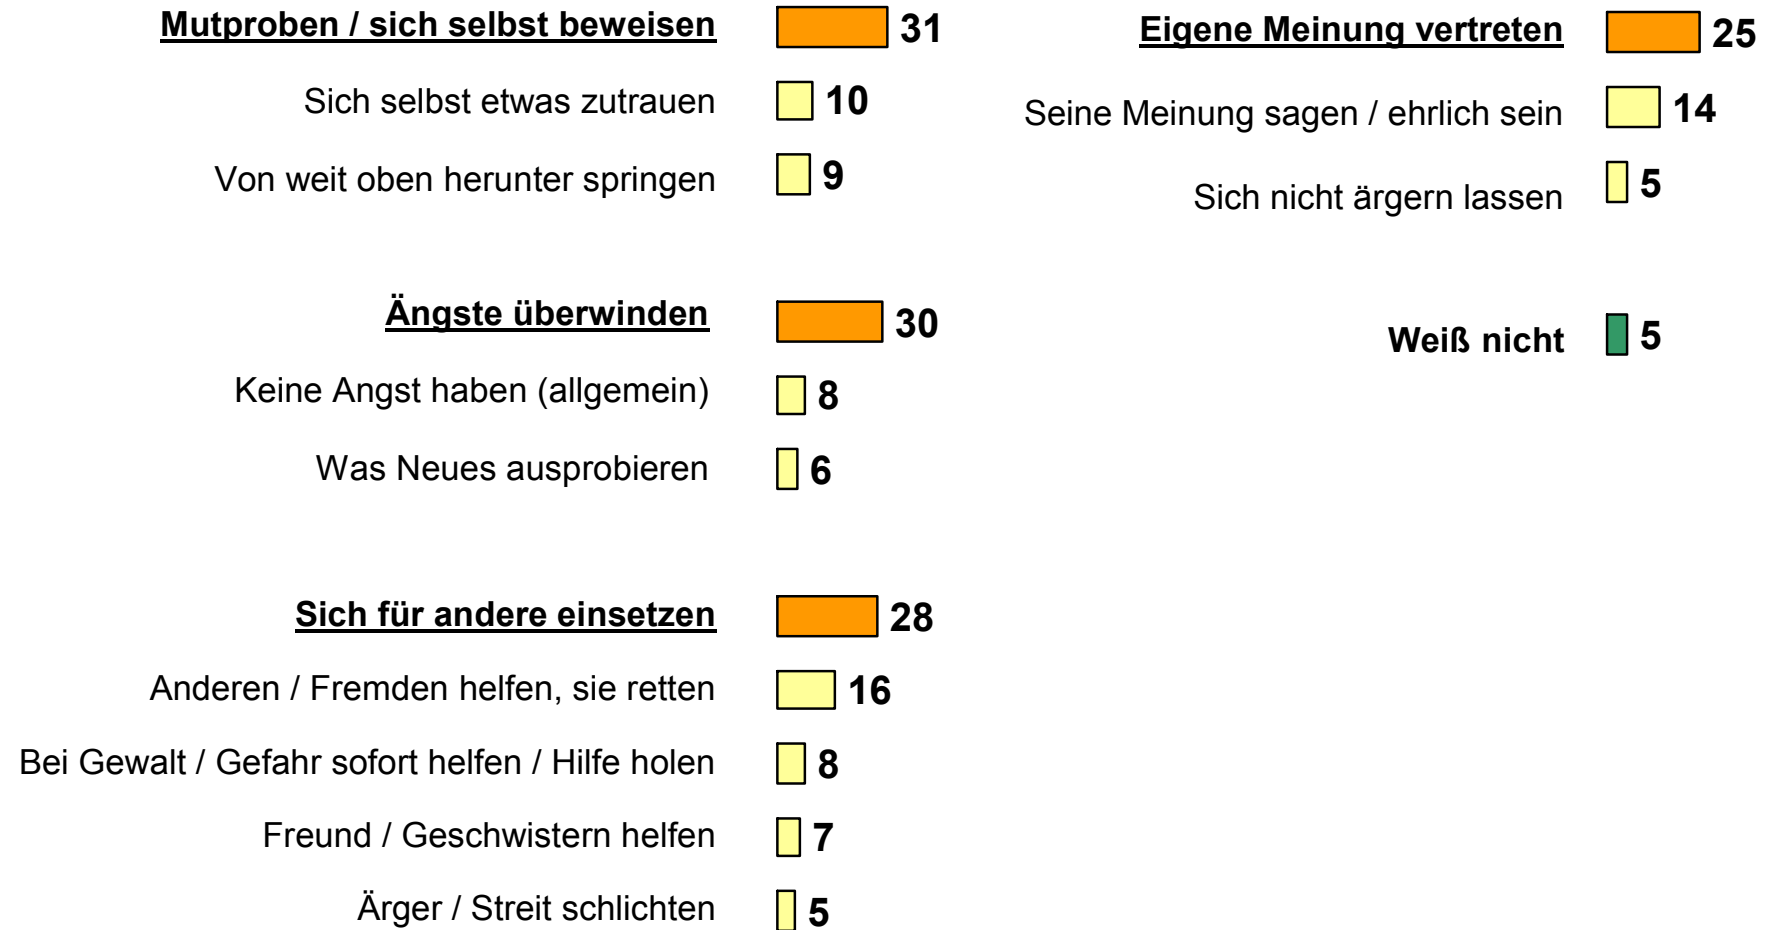 Mutproben / sich selbst beweisen 31
Sich selbst etwas zutrauen 10
Von weit oben herunter springen 9
Ängste überwinden 30
Keine Angst haben (allgemein) 8
Was Neues ausprobieren 6
Sich für andere einsetzen 28
Anderen / Fremden helfen, sie retten 16
Bei Gewalt / Gefahr sofort helfen / Hilfe holen 8
Freund / Geschwistern helfen 7
Ärger / Streit schlichten 5
Eigene Meinung vertreten 25
Seine Meinung sagen / ehrlich sein 14
Sich nicht ärgern lassen 5
Weiß nicht 5